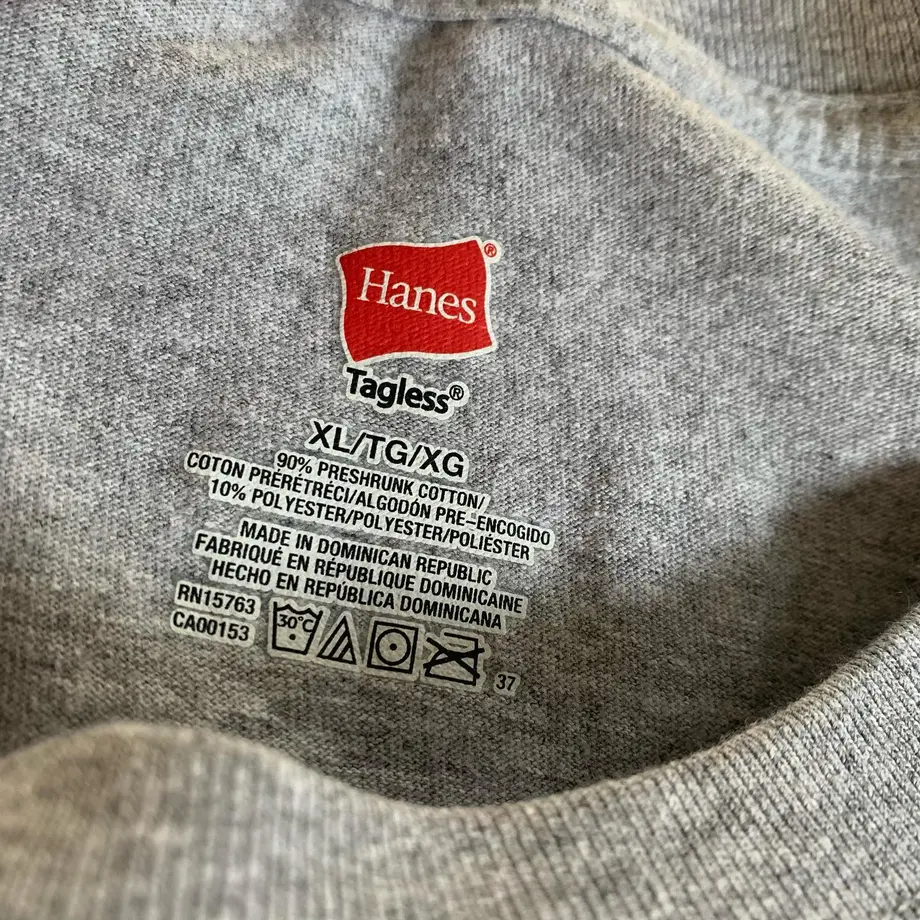 Hanes®
Tagless®
XL/TG/XG
90% PRESHRUNK COTTON/
COTON PRÉRÉTRÉCI/ALGODÓN PRE-ENCOGIDO
10% POLYESTER/POLYESTER/POLIÉSTER
MADE IN DOMINICAN REPUBLIC
FABRIQUÉ EN RÉPUBLIQUE DOMINICAINE
HECHO EN REPÚBLICA DOMINICANA
RN15763
CA00153
30°C
37